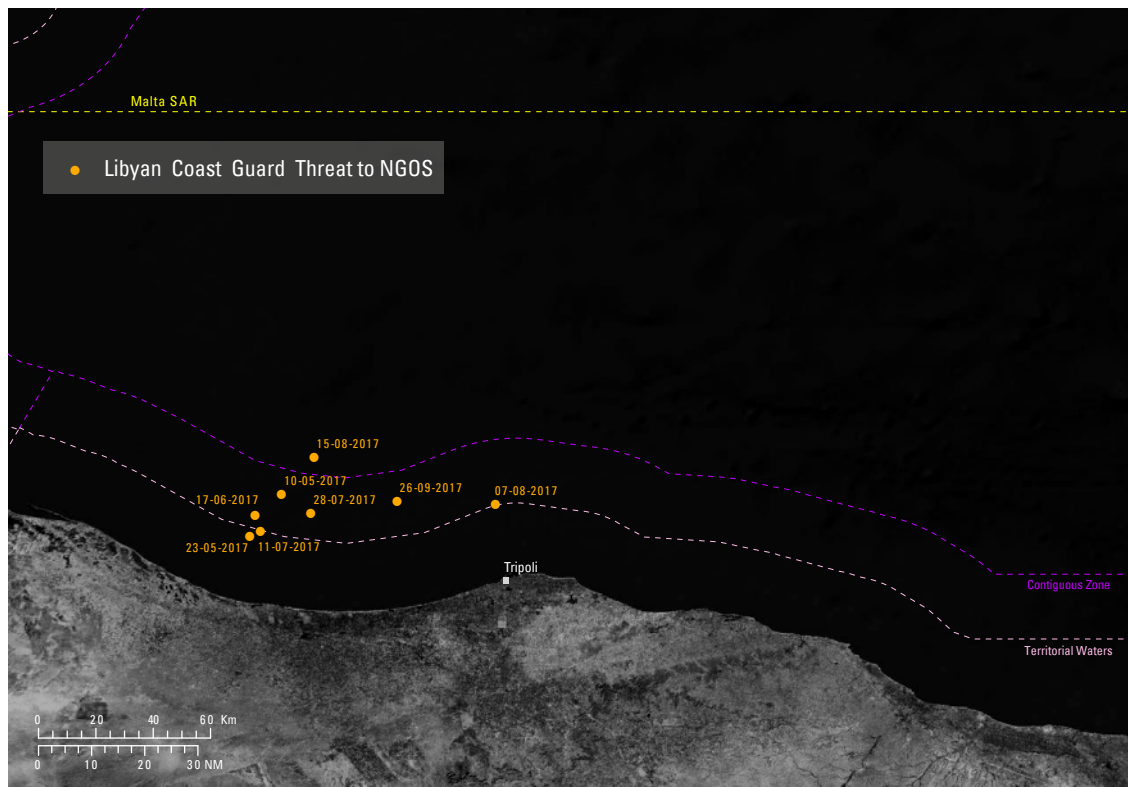 Malta SAR
Libyan Coast Guard Threat to NGOS
15-08-2017
10-05-2017
26-09-2017
07-08-2017
17-06-2017
28-07-2017
23-05-2017
11-07-2017
Tripoli
Contiguous Zone
Territorial Waters
0 20 40 60 Km
0 10 20 30 NM